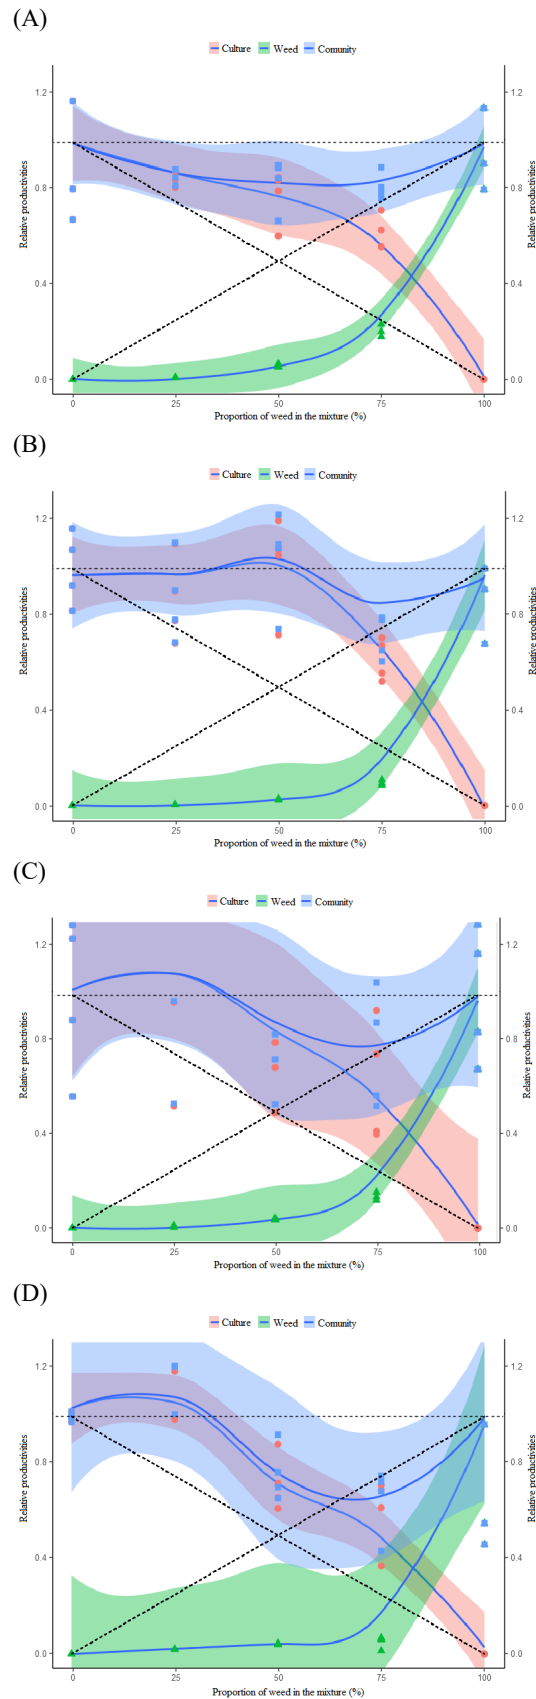 (A)
Culture Weed Comunity
1.2 1.2
0.8 0.8
Relative productivities Relative productivities
0.4 0.4
0.0 0.0
0 25 50 75 100
Proportion of weed in the mixture (%)
(B)
Culture Weed Comunity
1.2 1.2
0.8 0.8
Relative productivities Relative productivities
0.4 0.4
0.0 0.0
0 25 50 75 100
Proportion of weed in the mixture (%)
(C)
Culture Weed Comunity
1.2 1.2
0.8 0.8
Relative productivities Relative productivities
0.4 0.4
0.0 0.0
0 25 50 75 100
Proportion of weed in the mixture (%)
(D)
Culture Weed Comunity
1.2 1.2
0.8 0.8
Relative productivities Relative productivities
0.4 0.4
0.0 0.0
0 25 50 75 100
Proportion of weed in the mixture (%)